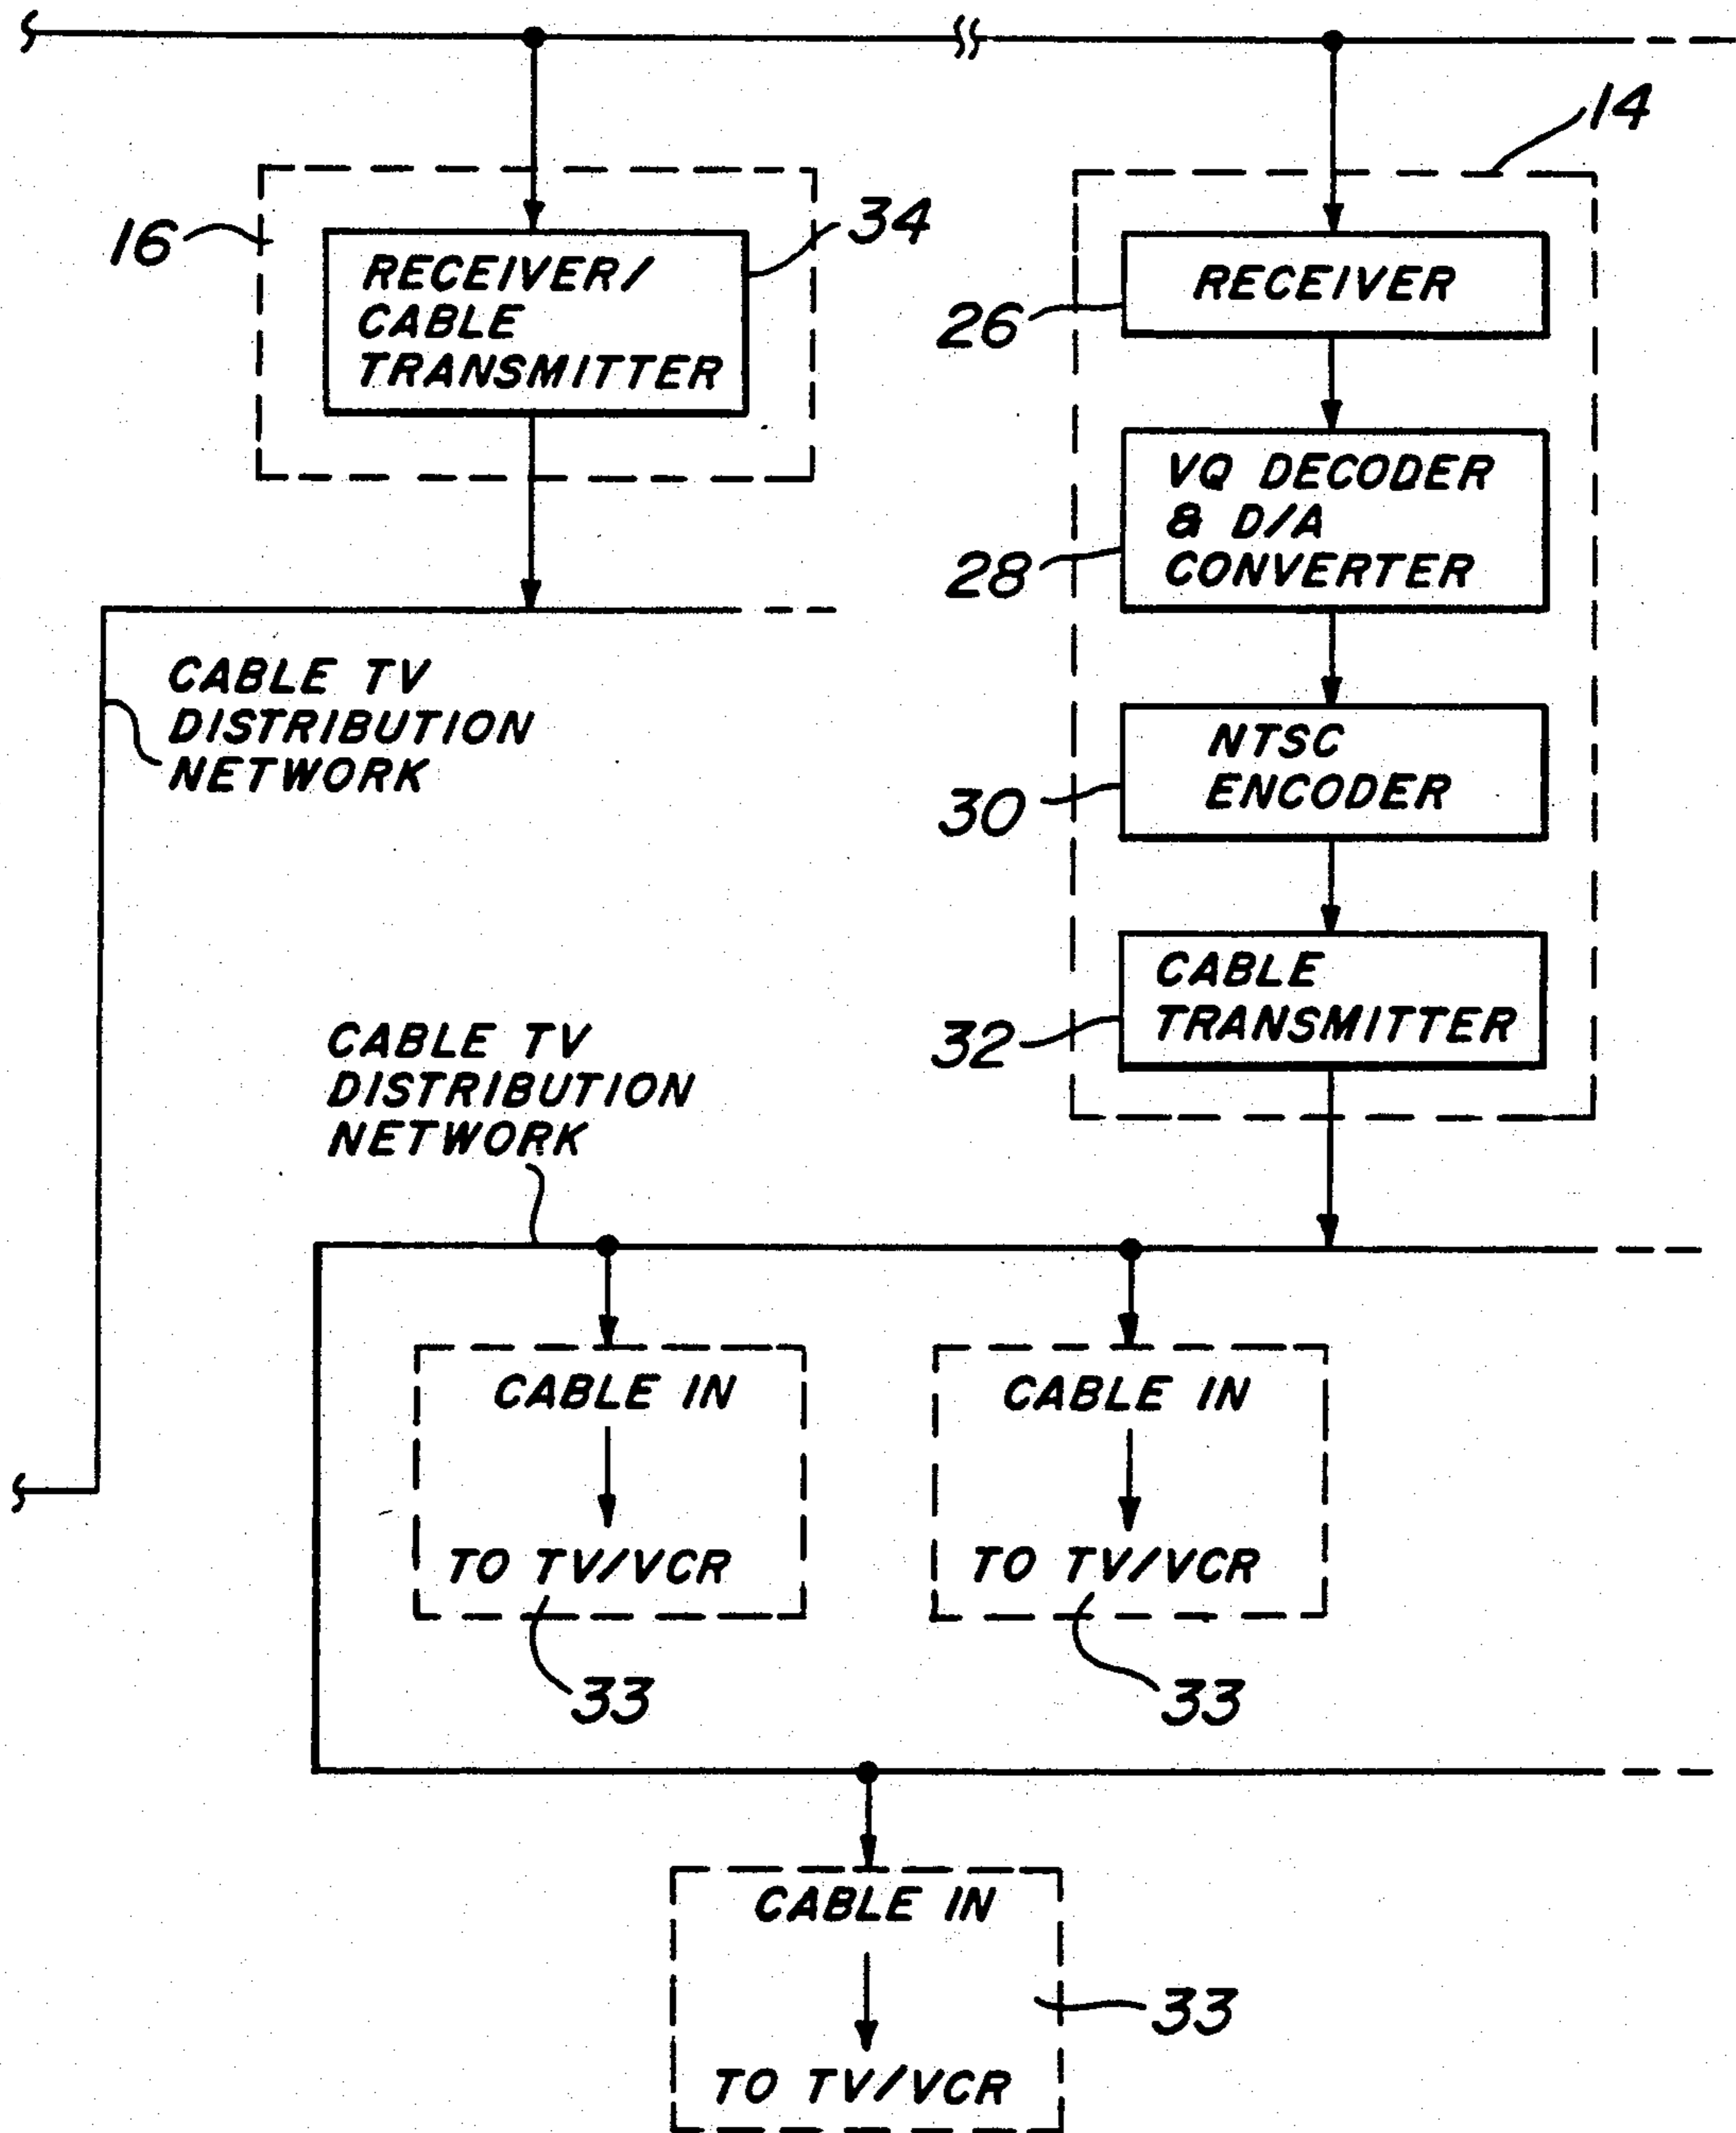 14
16
34
RECEIVER/
CABLE
TRANSMITTER
26
RECEIVER
28
VQ DECODER
& D/A
CONVERTER
CABLE TV
DISTRIBUTION
NETWORK
30
NTSC
ENCODER
32
CABLE
TRANSMITTER
CABLE TV
DISTRIBUTION
NETWORK
CABLE IN
TO TV/VCR
33
CABLE IN
TO TV/VCR
33
CABLE IN
TO TV/VCR
33